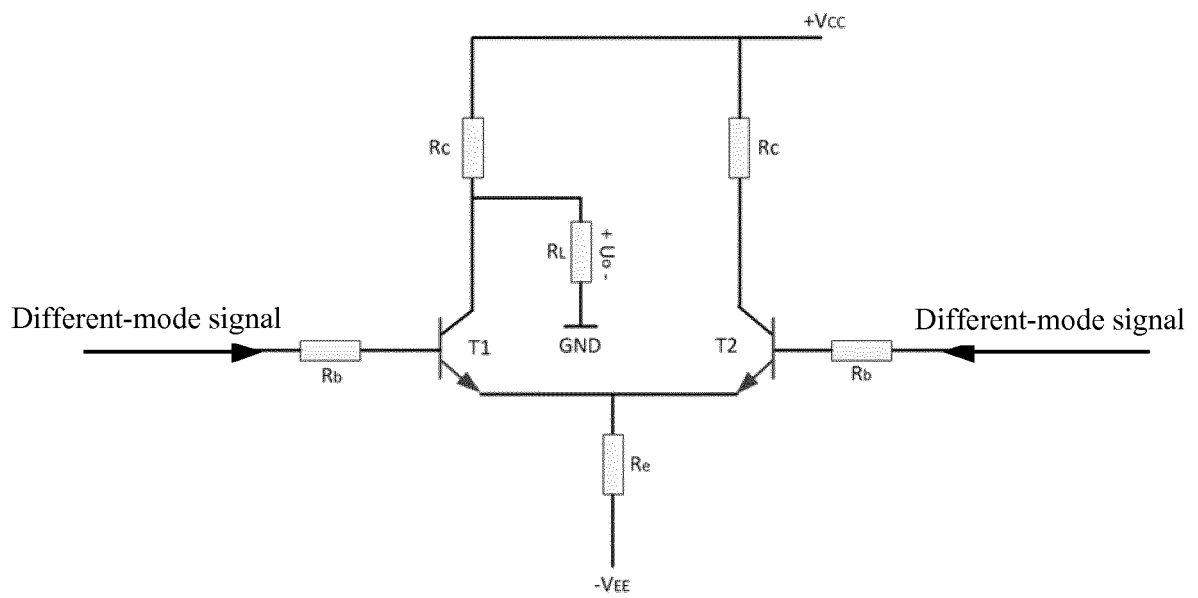 +VCC
Rc
Rc
RL
+ Uo -
Different-mode signal
Different-mode signal
T1
GND
T2
Rb
Rb
Re
-VEE